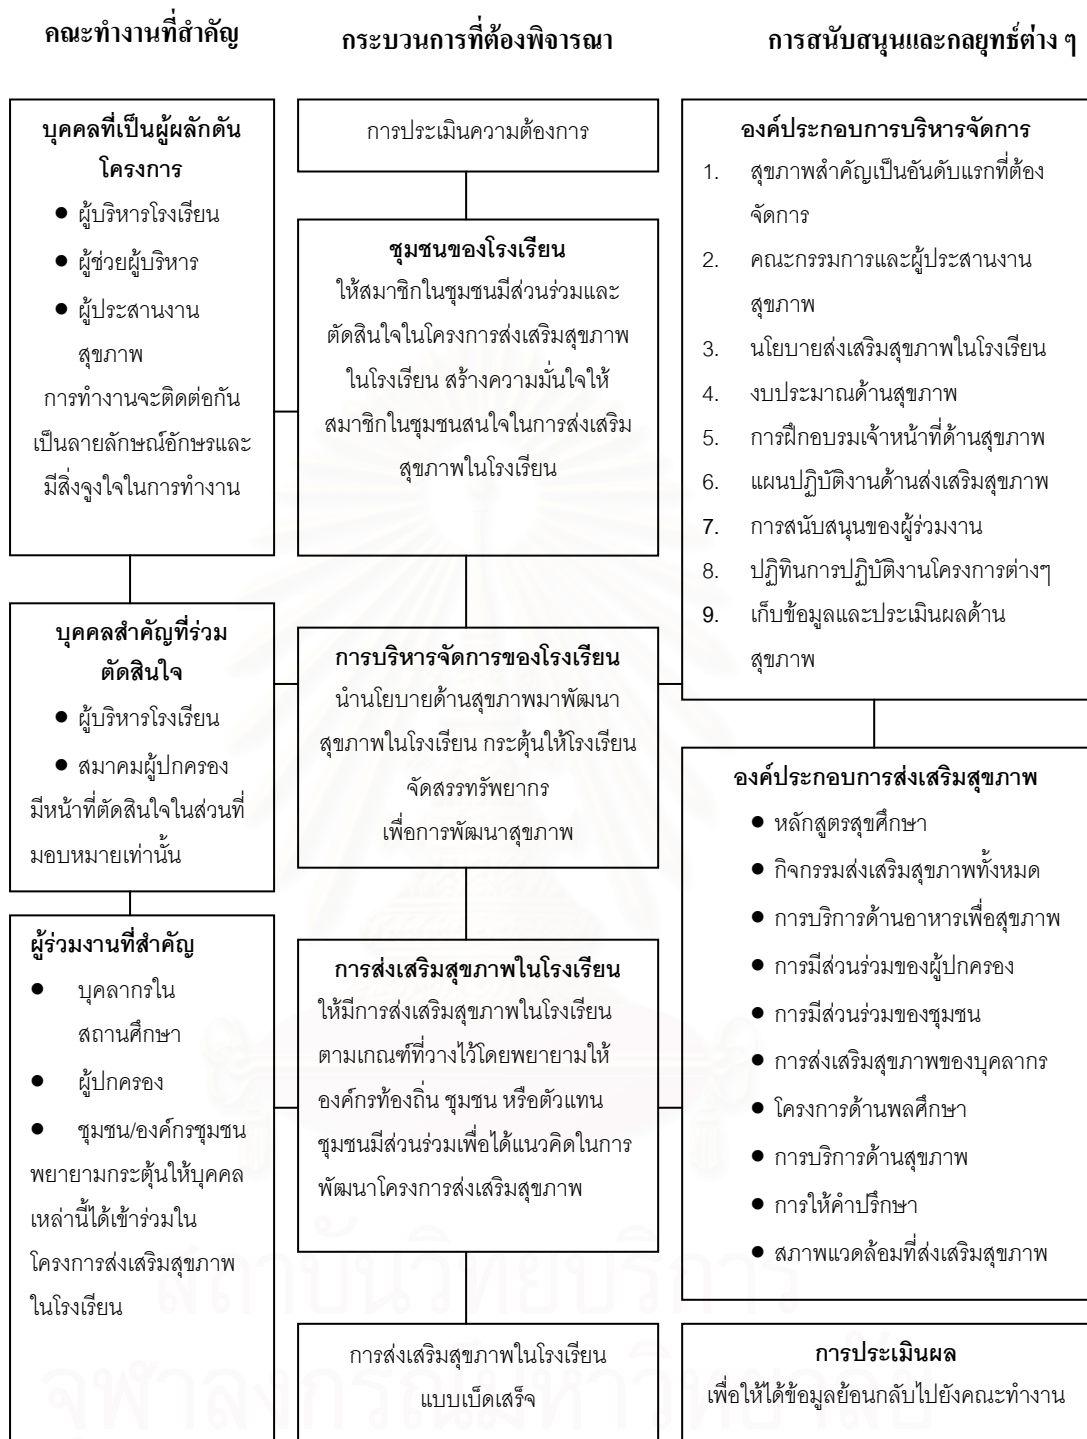 คณะทำงานที่สำคัญ
กระบวนการที่ต้องพิจารณา
การสนับสนุนและกลยุทธ์ต่าง ๆ
บุคคลที่เป็นผู้ผลักดัน
โครงการ
● ผู้บริหารโรงเรียน
● ผู้ช่วยผู้บริหาร
● ผู้ประสานงาน
สุขภาพ
การทำงานจะติดต่อกัน
เป็นลายลักษณ์อักษรและ
มีสิ่งจูงใจในการทำงาน
บุคคลสำคัญที่ร่วม
ตัดสินใจ
● ผู้บริหารโรงเรียน
● สมาคมผู้ปกครอง
มีหน้าที่ตัดสินใจในส่วนที่
มอบหมายเท่านั้น
ผู้ร่วมงานที่สำคัญ
● บุคลากรใน
สถานศึกษา
● ผู้ปกครอง
● ชุมชน/องค์กรชุมชน
พยายามกระตุ้นให้บุคคล
เหล่านี้ได้เข้าร่วมใน
โครงการส่งเสริมสุขภาพ
ในโรงเรียน
การประเมินความต้องการ
ชุมชนของโรงเรียน
ให้สมาชิกในชุมชนมีส่วนร่วมและ
ตัดสินใจในโครงการส่งเสริมสุขภาพ
ในโรงเรียน สร้างความมั่นใจให้
สมาชิกในชุมชนสนใจในการส่งเสริม
สุขภาพในโรงเรียน
การบริหารจัดการของโรงเรียน
นำนโยบายด้านสุขภาพมาพัฒนา
สุขภาพในโรงเรียน กระตุ้นให้โรงเรียน
จัดสรรทรัพยากร
เพื่อการพัฒนาสุขภาพ
การส่งเสริมสุขภาพในโรงเรียน
ให้มีการส่งเสริมสุขภาพในโรงเรียน
ตามเกณฑ์ที่วางไว้โดยพยายามให้
องค์กรท้องถิ่น ชุมชน หรือตัวแทน
ชุมชนมีส่วนร่วมเพื่อได้แนวคิดในการ
พัฒนาโครงการส่งเสริมสุขภาพ
การส่งเสริมสุขภาพในโรงเรียน
แบบเบ็ดเสร็จ
องค์ประกอบการบริหารจัดการ
1. สุขภาพสำคัญเป็นอันดับแรกที่ต้อง
จัดการ
2. คณะกรรมการและผู้ประสานงาน
สุขภาพ
3. นโยบายส่งเสริมสุขภาพในโรงเรียน
4. งบประมาณด้านสุขภาพ
5. การฝึกอบรมเจ้าหน้าที่ด้านสุขภาพ
6. แผนปฏิบัติงานด้านส่งเสริมสุขภาพ
7. การสนับสนุนของผู้ร่วมงาน
8. ปฏิทินการปฏิบัติงานโครงการต่างๆ
9. เก็บข้อมูลและประเมินผลด้าน
สุขภาพ
องค์ประกอบการส่งเสริมสุขภาพ
● หลักสูตรสุขศึกษา
● กิจกรรมส่งเสริมสุขภาพทั้งหมด
● การบริการด้านอาหารเพื่อสุขภาพ
● การมีส่วนร่วมของผู้ปกครอง
● การมีส่วนร่วมของชุมชน
● การส่งเสริมสุขภาพของบุคลากร
● โครงการด้านพลศึกษา
● การบริการด้านสุขภาพ
● การให้คำปรึกษา
● สภาพแวดล้อมที่ส่งเสริมสุขภาพ
การประเมินผล
เพื่อให้ได้ข้อมูลย้อนกลับไปยังคณะทำงาน
สถาบันวิทยบริการ
จุฬาลงกรณ์มหาวิทยาลัย